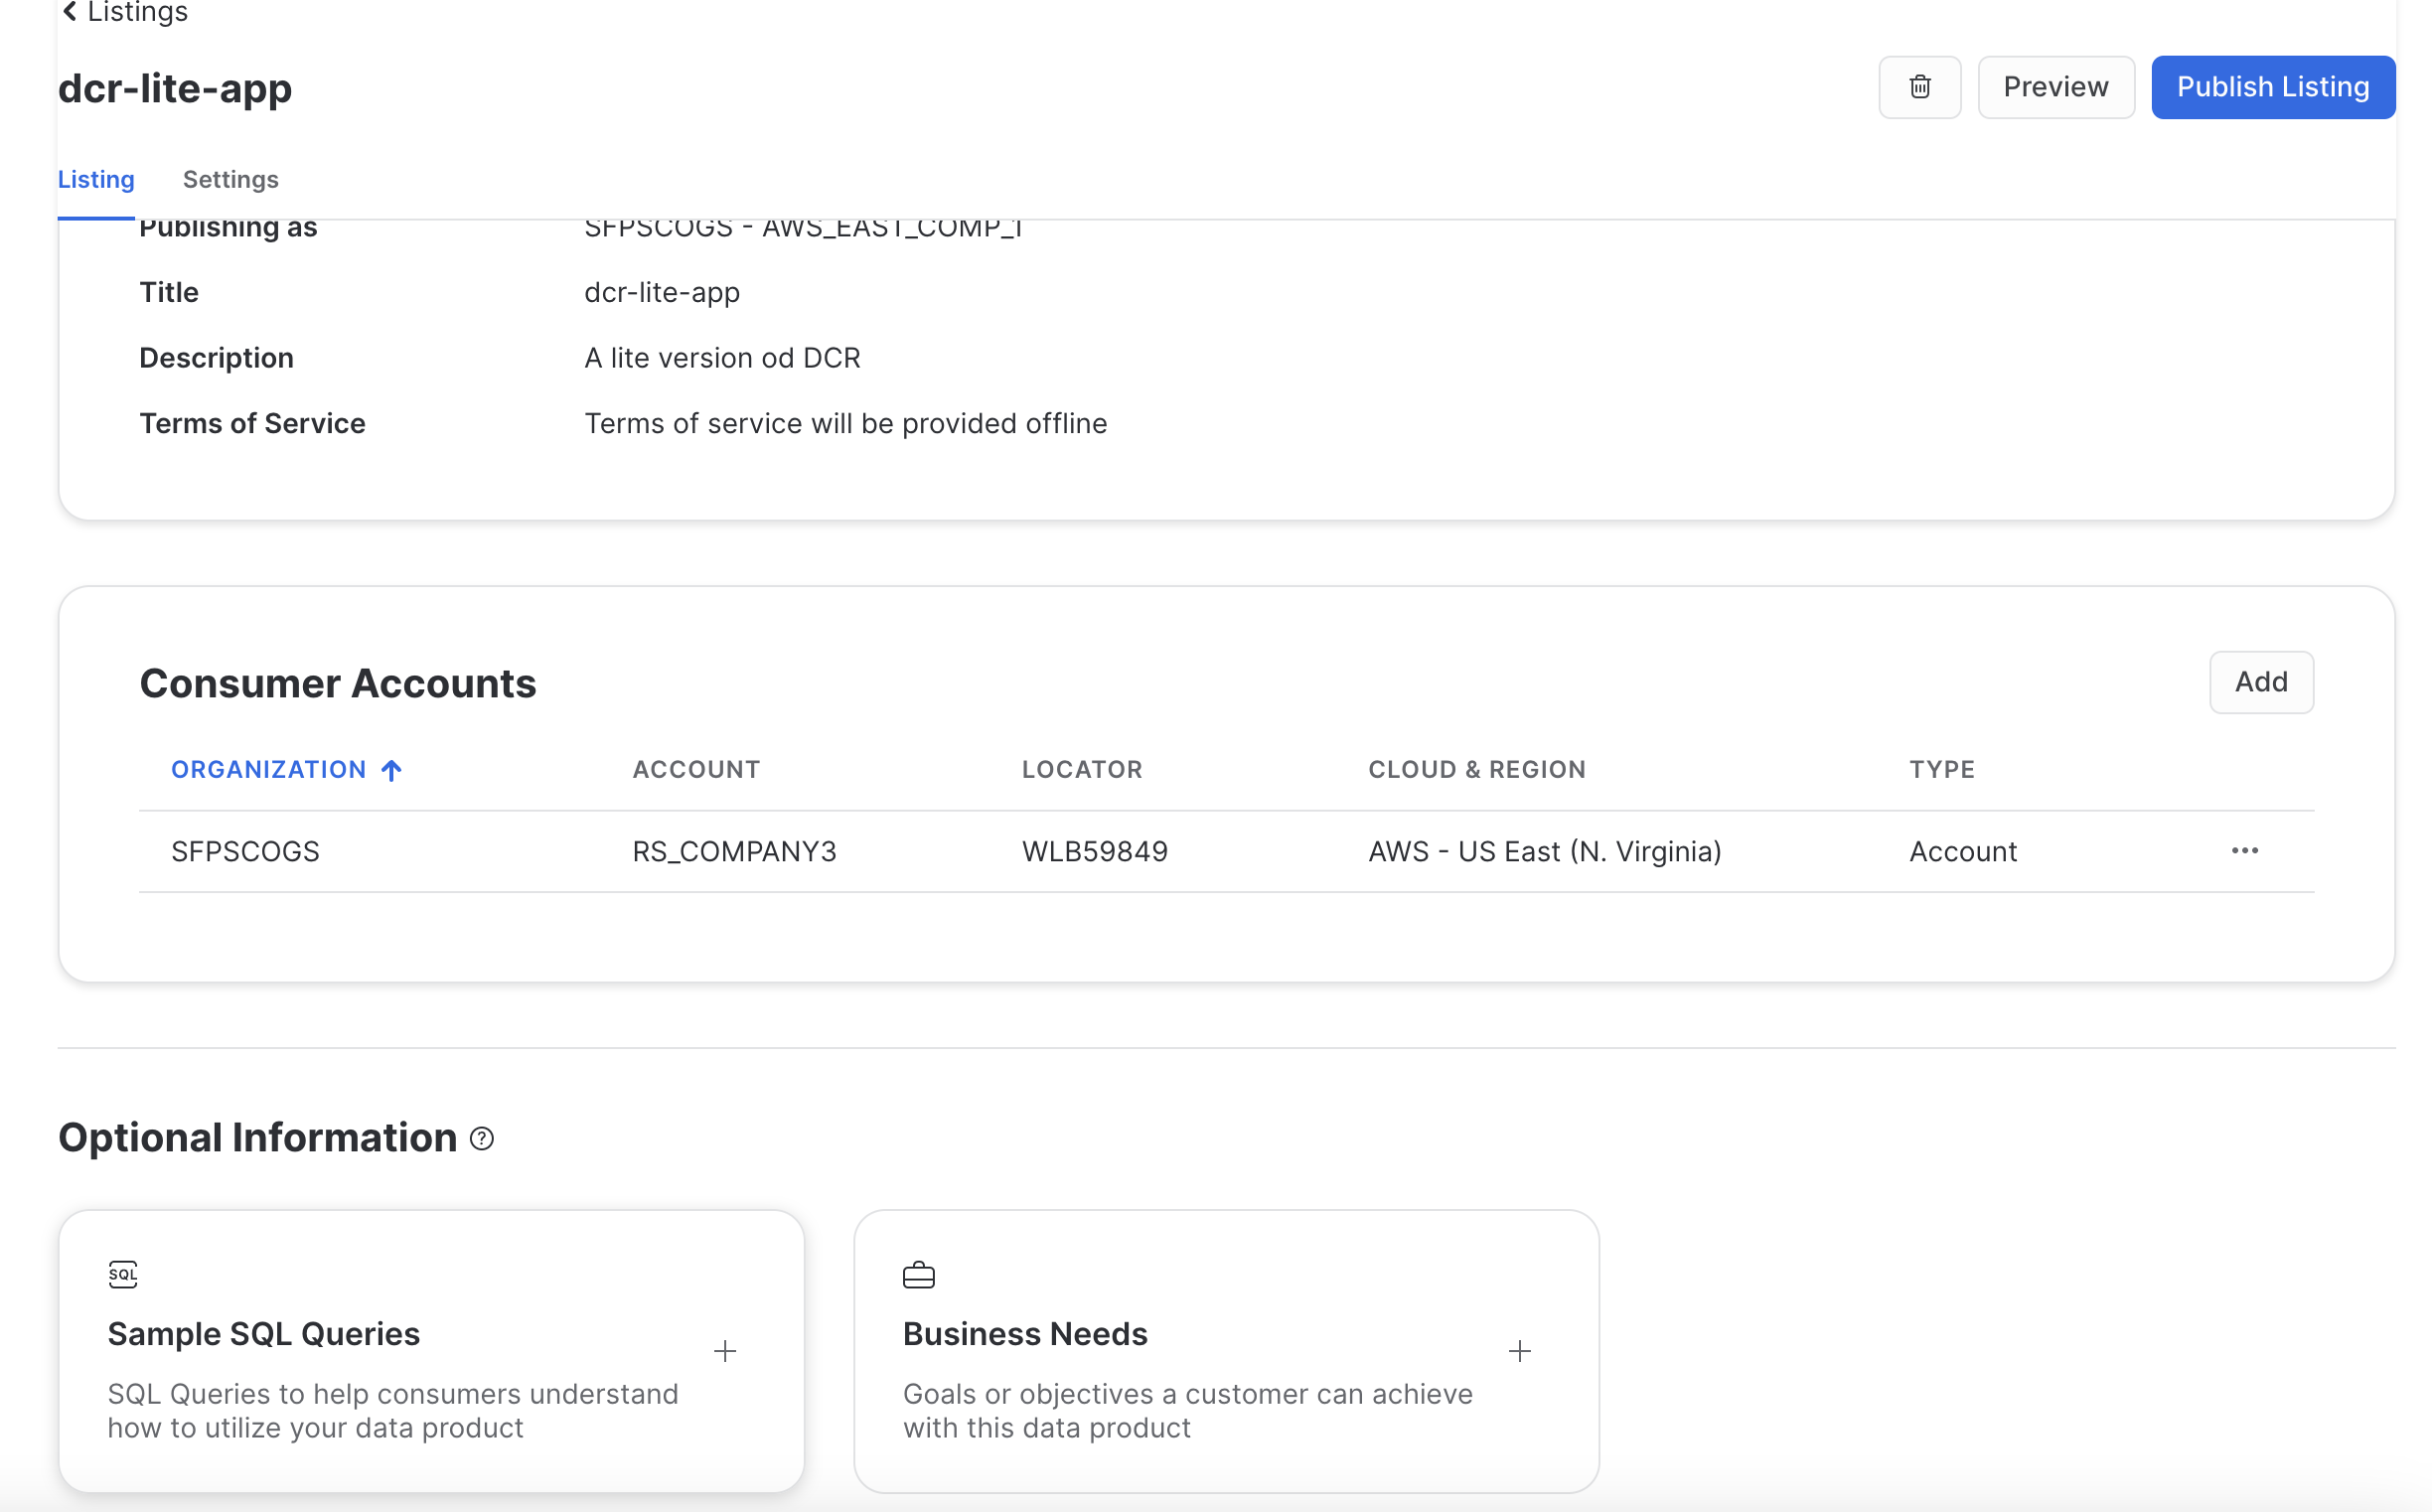 Listings
dcr-lite-app
Preview
Publish Listing
Listing
Settings
Publishing as
SFPSCOGS - AWS_EAST_COMP_1
Title
dcr-lite-app
Description
A lite version od DCR
Terms of Service
Terms of service will be provided offline
Consumer Accounts
Add
ORGANIZATION
ACCOUNT
LOCATOR
CLOUD & REGION
TYPE
SFPSCOGS
RS_COMPANY3
WLB59849
AWS - US East (N. Virginia)
Account
Optional Information
SQL
Sample SQL Queries
SQL Queries to help consumers understand
how to utilize your data product
Business Needs
Goals or objectives a customer can achieve
with this data product